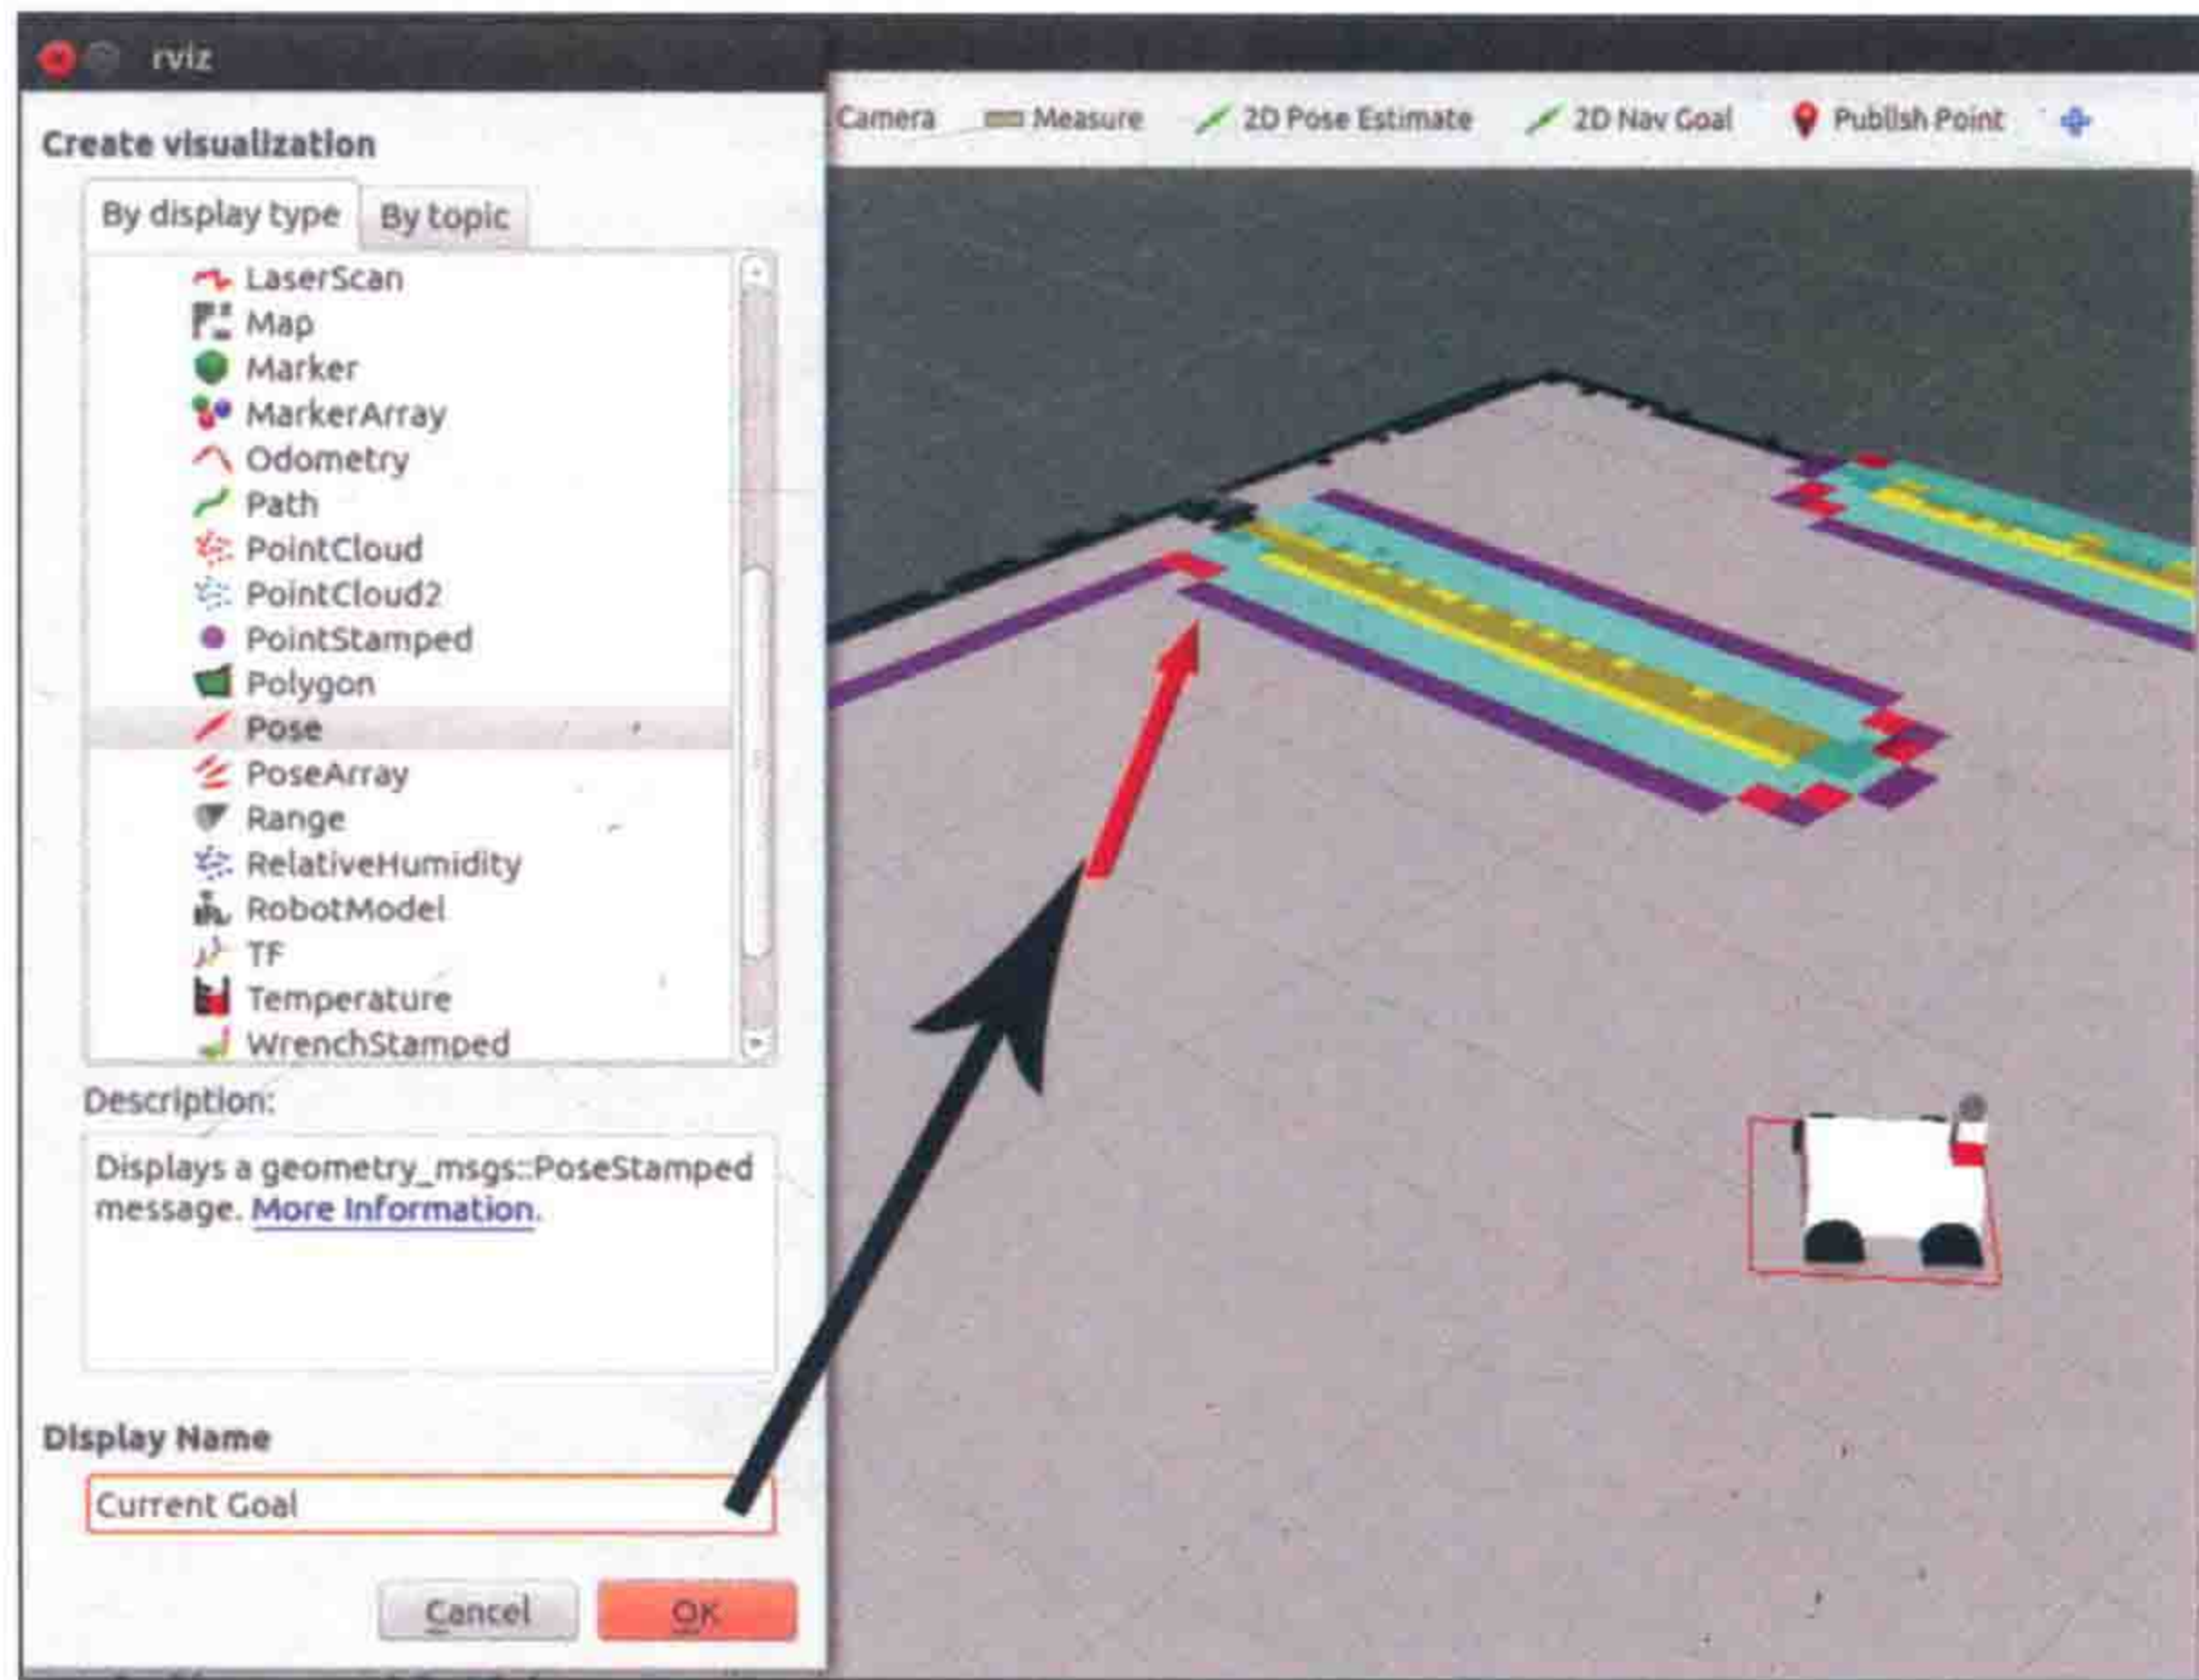 rviz
Create visualization
By display type
By topic
LaserScan
Map
Marker
MarkerArray
Odometry
Path
PointCloud
PointCloud2
PointStamped
Polygon
Pose
PoseArray
Range
RelativeHumidity
RobotModel
TF
Temperature
WrenchStamped
Description:
Displays a geometry_msgs::PoseStamped
message. More Information.
Display Name
Current Goal
Cancel
OK
Camera
Measure
2D Pose Estimate
2D Nav Goal
Publish Point